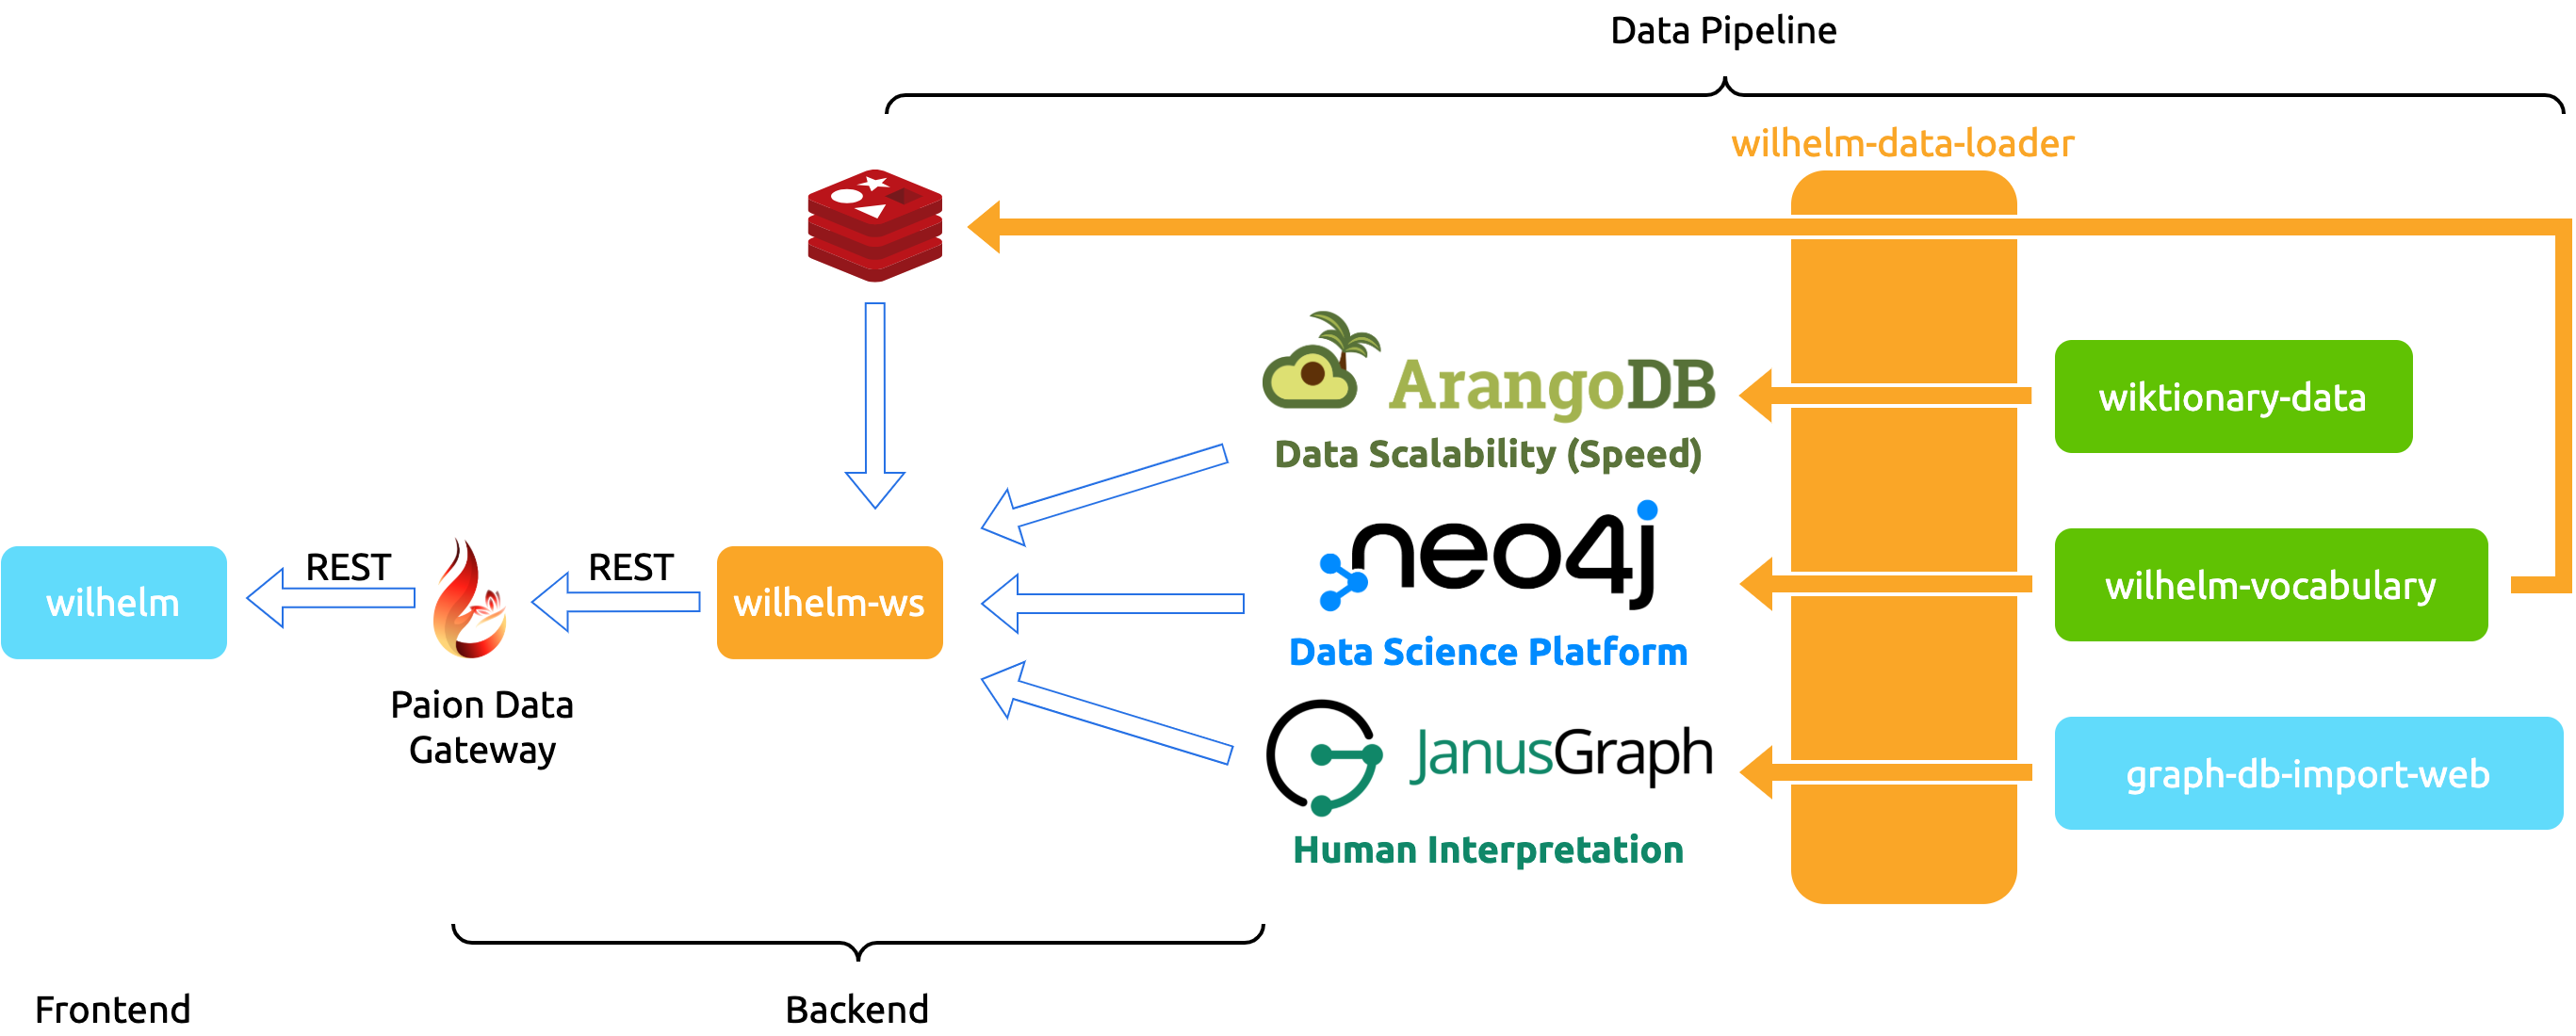 Data Pipeline
wilhelm-data-loader
ArangoDB
Data Scalability (Speed)
wiktionary-data
neo4j
Data Science Platform
wilhelm-vocabulary
wilhelm
REST
REST
wilhelm-ws
Paion Data
Gateway
JanusGraph
Human Interpretation
graph-db-import-web
Frontend
Backend